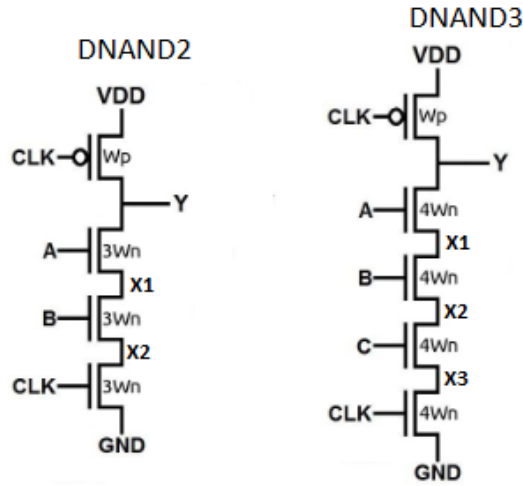 DNAND2
VDD
CLK Wp
Y
A 3Wn
X1
B 3Wn
X2
CLK 3Wn
GND
DNAND3
VDD
CLK Wp
Y
A 4Wn
X1
B 4Wn
X2
C 4Wn
X3
CLK 4Wn
GND